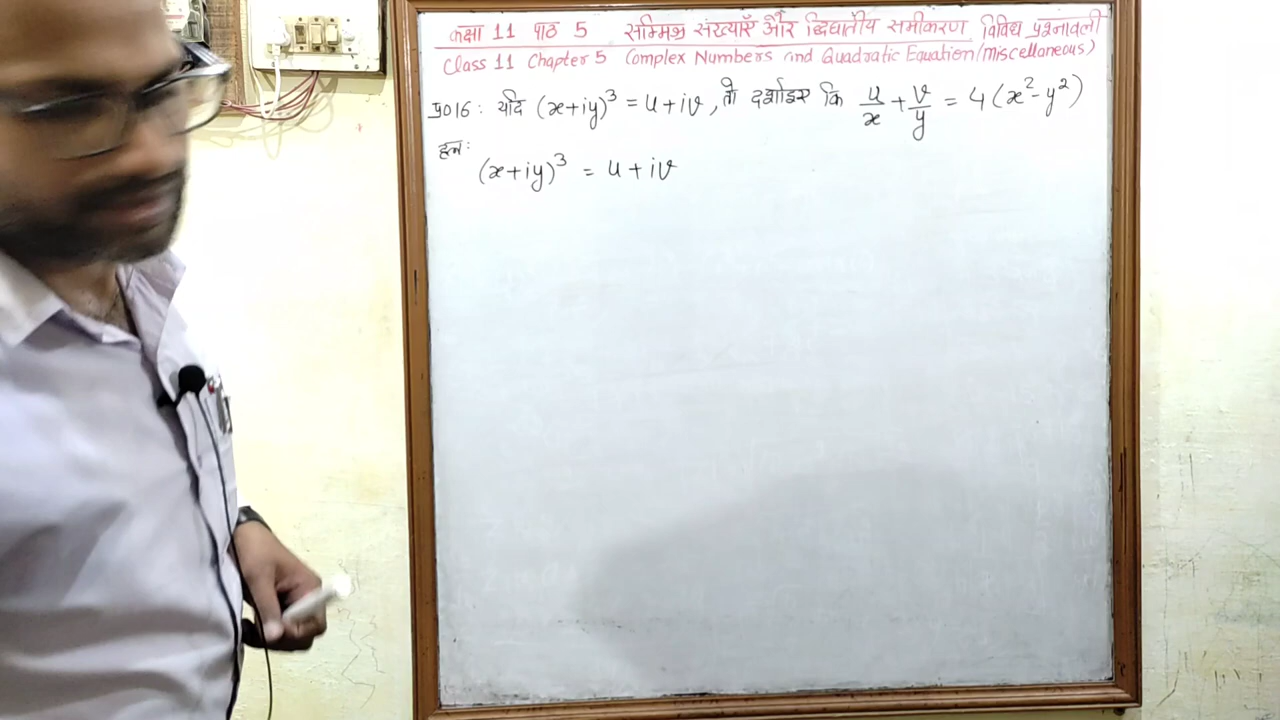 कक्षा 11 पाठ 5 सम्मिश्र संख्याएँ और द्विघातीय समीकरण विविध प्रश्नावली
Class 11 Chapter 5 Complex Numbers and Quadratic Equation (Miscellaneous)
प्र016: यदि (x+iy)³ = u+iv, तो दर्शाइए कि u/x + v/y = 4(x²-y²)
हल:
(x+iy)³ = u+iv